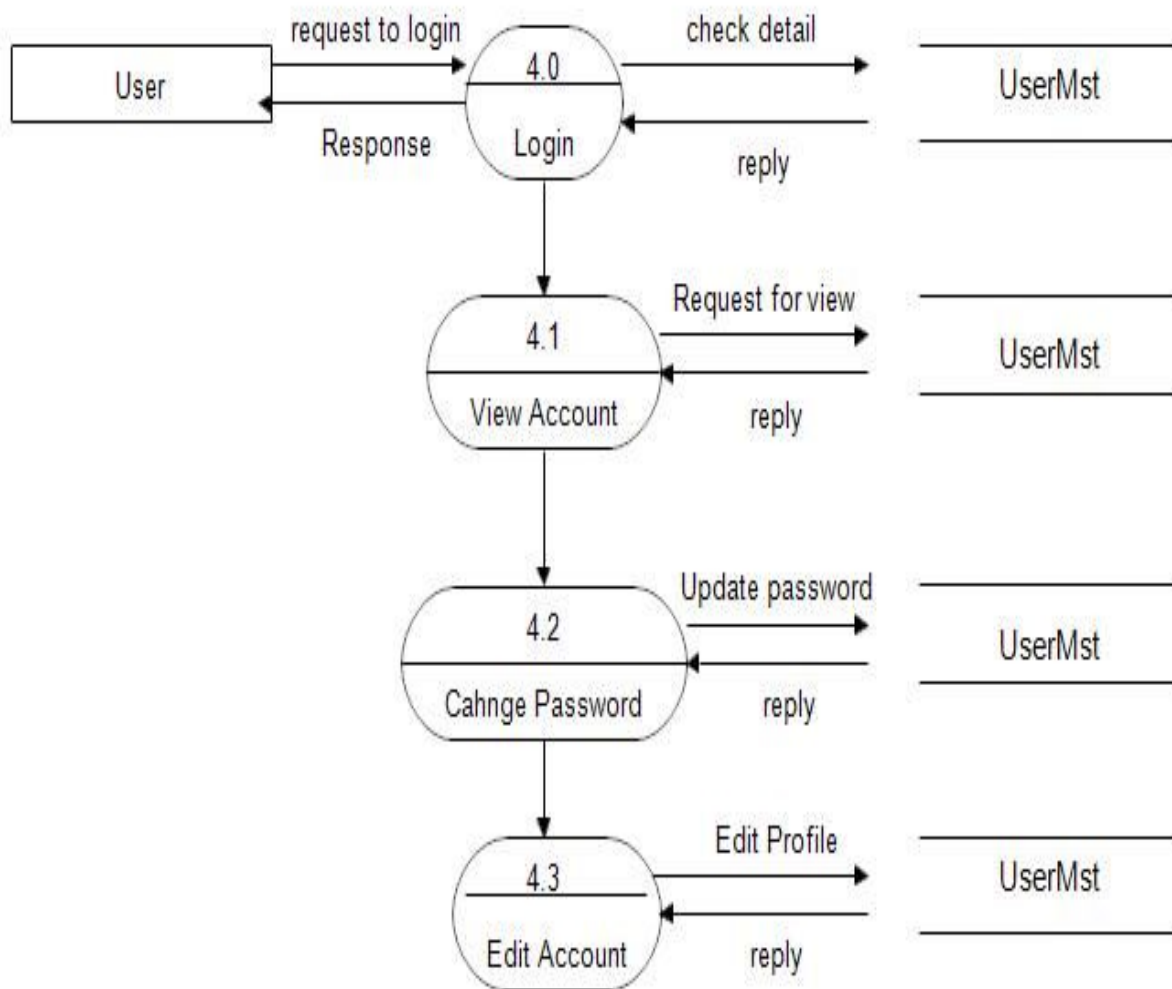 request to login
check detail
User
4.0
UserMst
Response
Login
reply
Request for view
4.1
UserMst
View Account
reply
Update password
4.2
UserMst
Cahnge Password
reply
Edit Profile
4.3
UserMst
Edit Account
reply